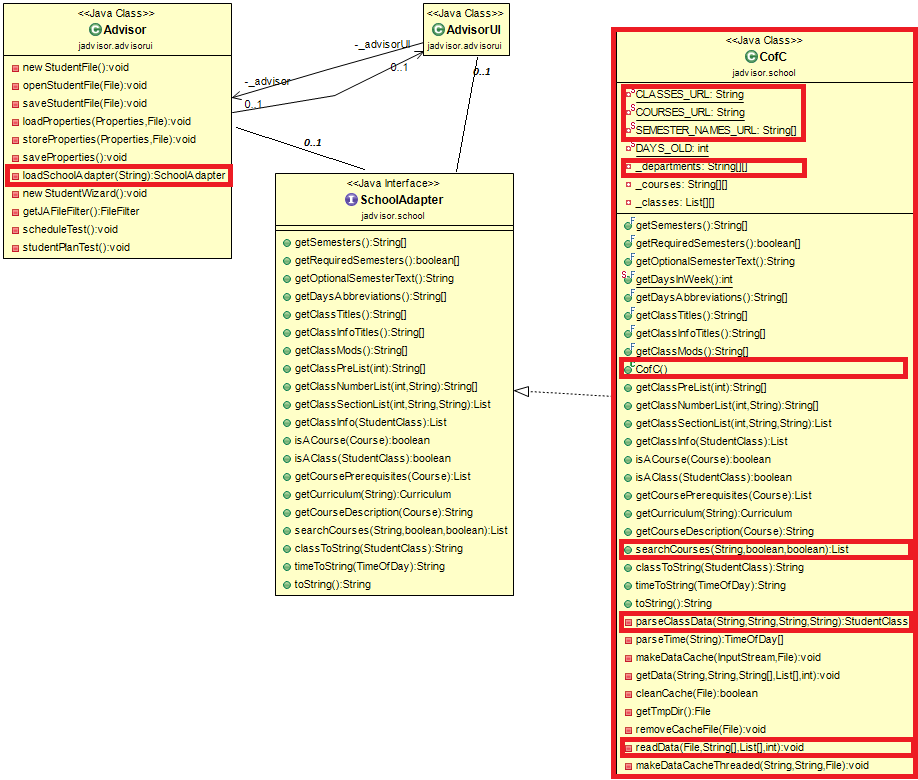 <<Java Class>>
Advisor
jadvisor.advisorui
newStudentFile():void
openStudentFile(File):void
saveStudentFile(File):void
loadProperties(Properties,File):void
storeProperties(Properties,File):void
saveProperties():void
loadSchoolAdapter(String):SchoolAdapter
newStudentWizard():void
getJAFileFilter():FileFilter
scheduleTest():void
studentPlanTest():void
-_advisorUI
0..1
-_advisor
0..1
<<Java Class>>
AdvisorUI
jadvisor.advisorui
0..1
0..1
<<Java Interface>>
SchoolAdapter
jadvisor.school
getSemesters():String[]
getRequiredSemesters():boolean[]
getOptionalSemesterText():String
getDaysAbbreviations():String[]
getClassTitles():String[]
getClassInfoTitles():String[]
getClassMods():String[]
getClassPreList(int):String[]
getClassNumberList(int,String):String[]
getClassSectionList(int,String,String):List
getClassInfo(StudentClass):List
isACourse(Course):boolean
isAClass(StudentClass):boolean
getCoursePrerequisites(Course):List
getCurriculum(String):Curriculum
getCourseDescription(Course):String
searchCourses(String,boolean,boolean):List
classToString(StudentClass):String
timeToString(TimeOfDay):String
toString():String
<<Java Class>>
CofC
jadvisor.school
CLASSES_URL: String
COURSES_URL: String
SEMESTER_NAMES_URL: String[]
DAYS_OLD: int
_departments: String[][]
_courses: String[][]
_classes: List[][]
getSemesters():String[]
getRequiredSemesters():boolean[]
getOptionalSemesterText():String
getDaysInWeek():int
getDaysAbbreviations():String[]
getClassTitles():String[]
getClassInfoTitles():String[]
getClassMods():String[]
CofC()
getClassPreList(int):String[]
getClassNumberList(int,String):String[]
getClassSectionList(int,String,String):List
getClassInfo(StudentClass):List
isACourse(Course):boolean
isAClass(StudentClass):boolean
getCoursePrerequisites(Course):List
getCurriculum(String):Curriculum
getCourseDescription(Course):String
searchCourses(String,boolean,boolean):List
classToString(StudentClass):String
timeToString(TimeOfDay):String
toString():String
parseClassData(String,String,String,String):StudentClass
parseTime(String):TimeOfDay[]
makeDataCache(InputStream,File):void
getData(String,String,String[],List[],int):void
cleanCache(File):boolean
getTmpDir():File
removeCacheFile(File):void
readData(File,String[],List[],int):void
makeDataCacheThreaded(String,String,File):void